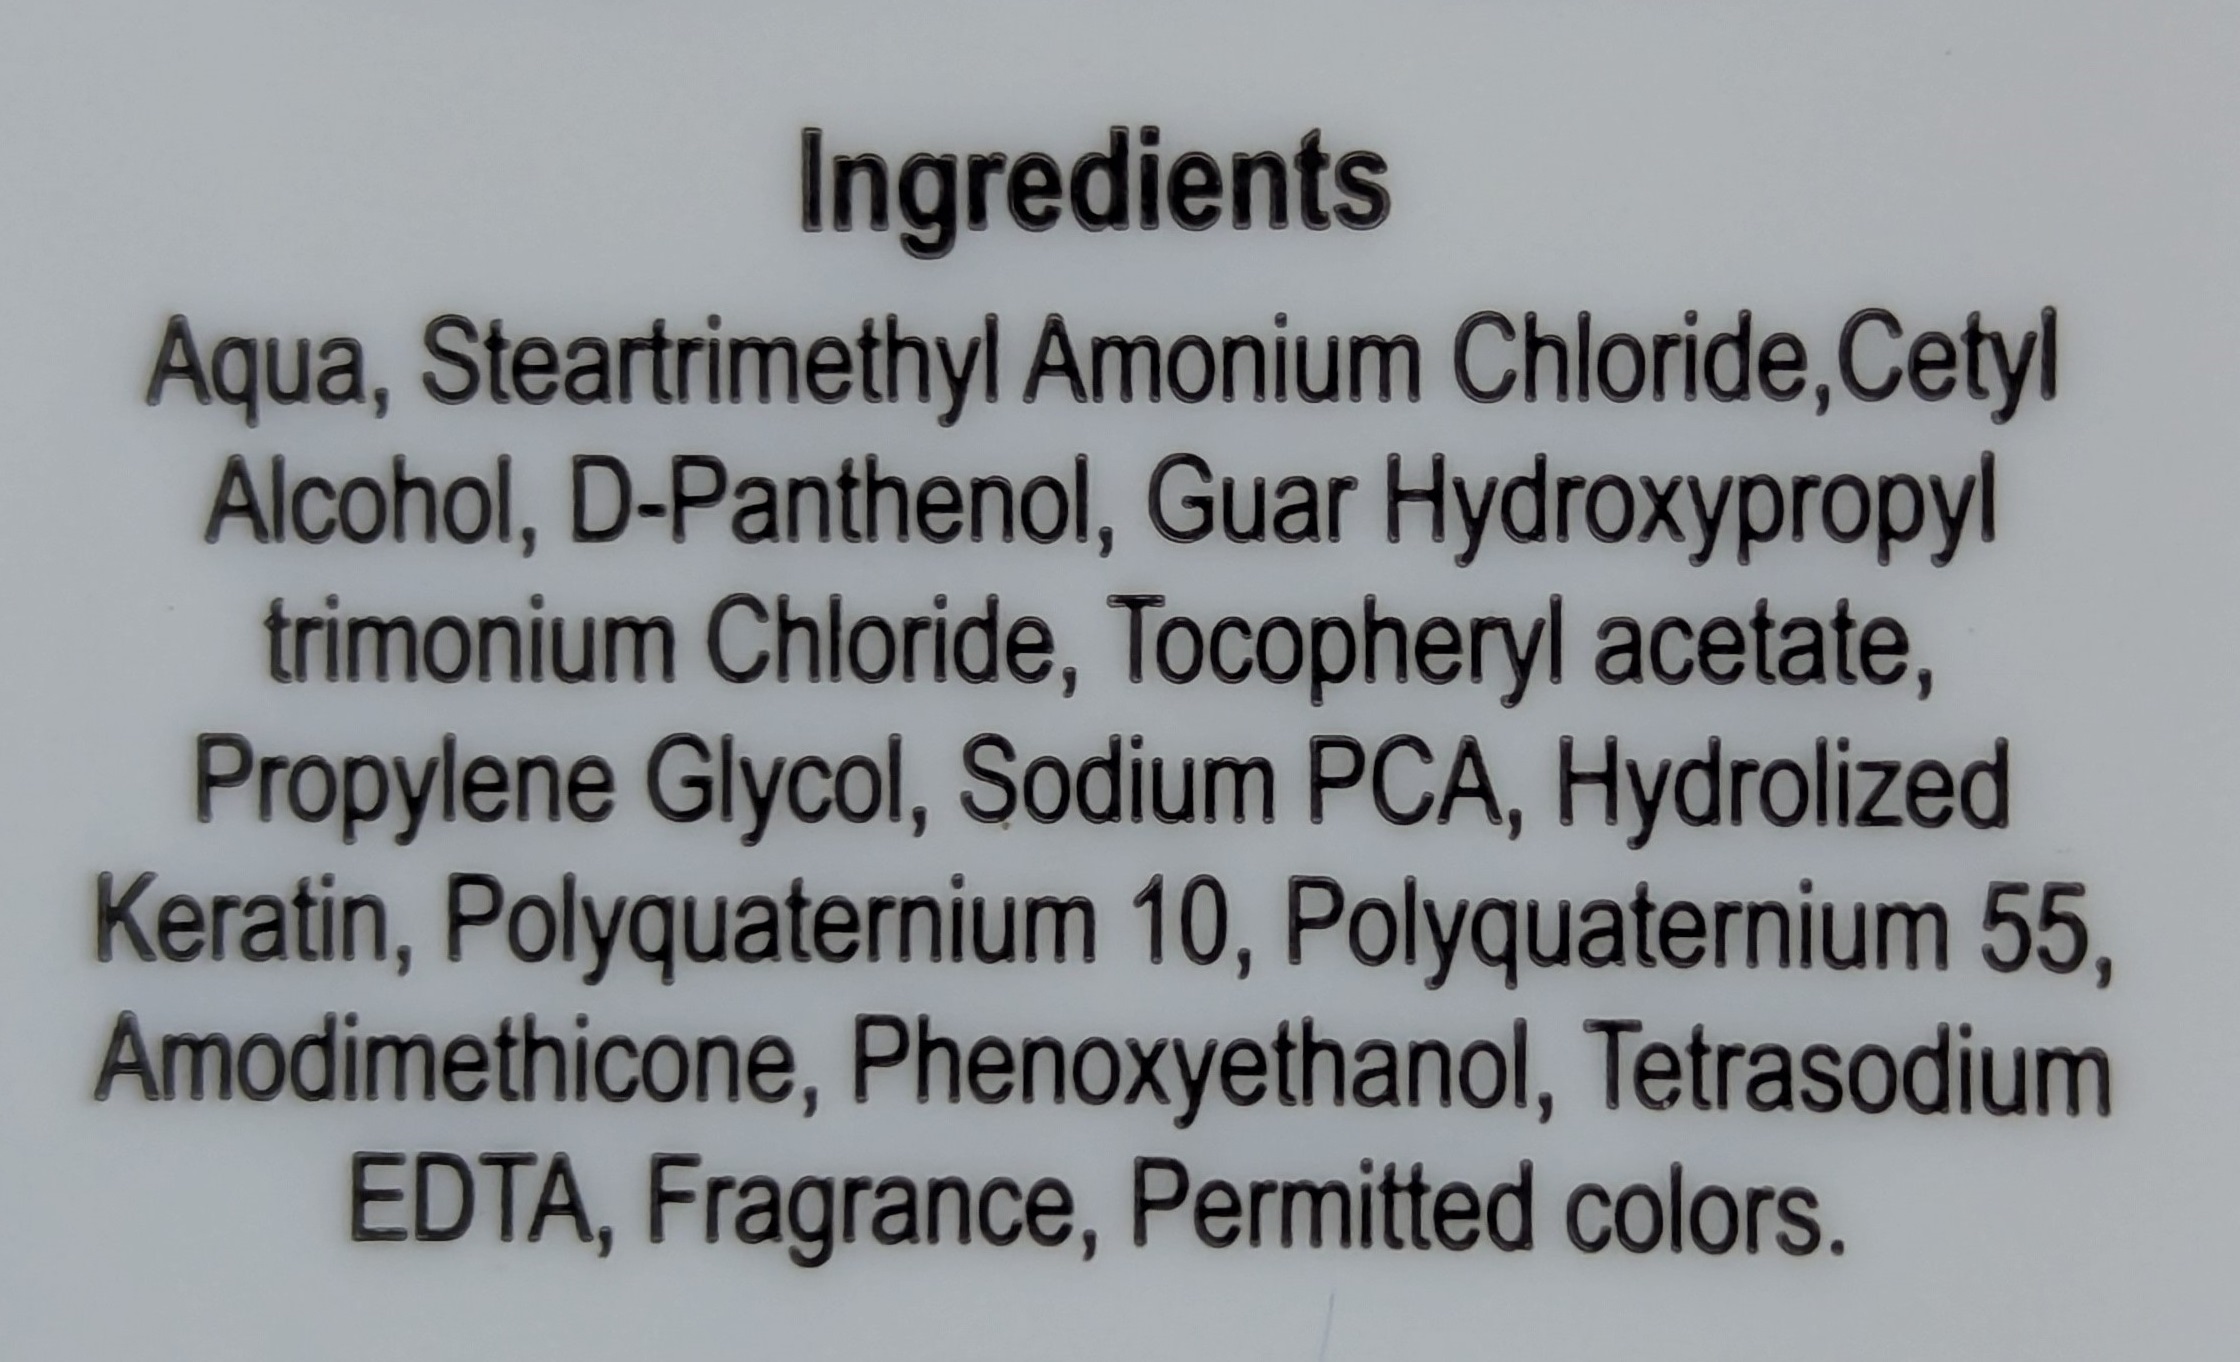 Ingredients
Aqua, Steartrimethyl Amonium Chloride,Cetyl
Alcohol, D-Panthenol, Guar Hydroxypropyl
trimonium Chloride, Tocopheryl acetate,
Propylene Glycol, Sodium PCA, Hydrolized
Keratin, Polyquaternium 10, Polyquaternium 55,
Amodimethicone, Phenoxyethanol, Tetrasodium
EDTA, Fragrance, Permitted colors.